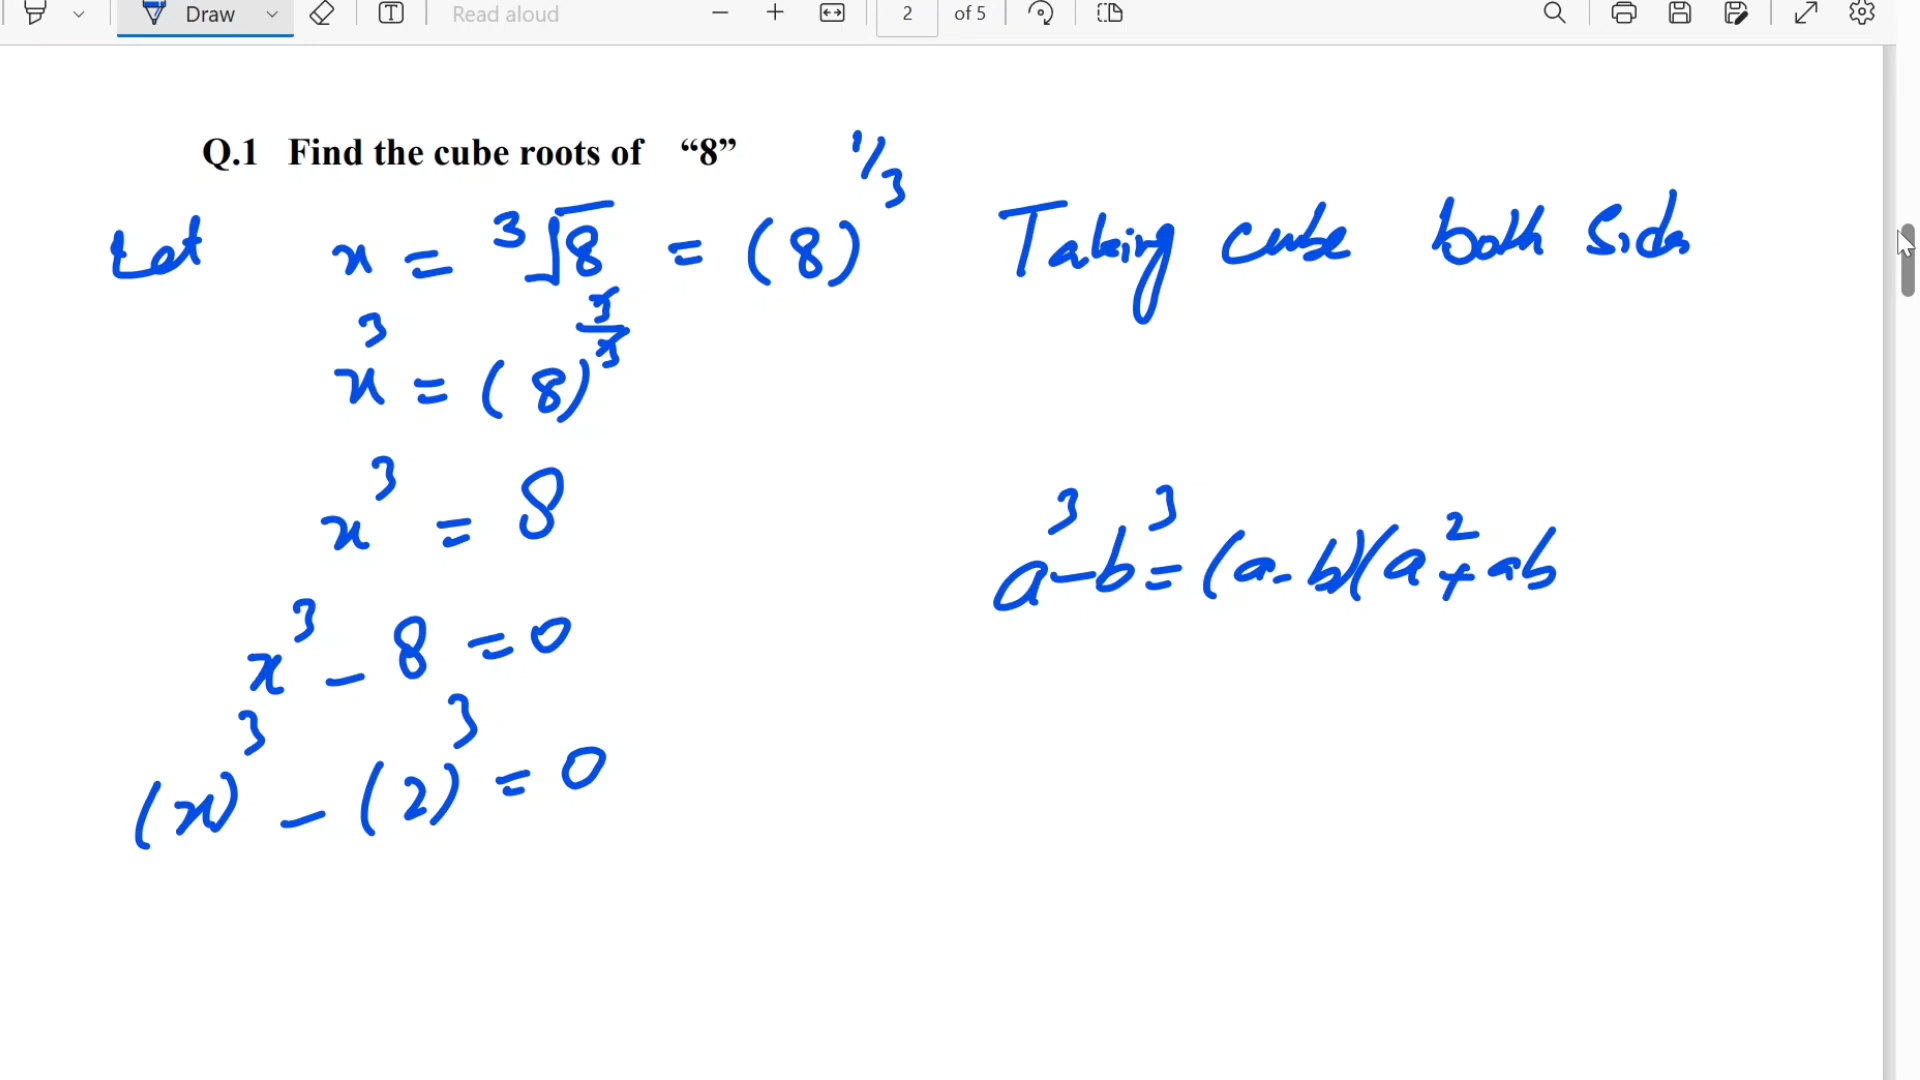 Draw Read aloud 2 of 5
Q.1 Find the cube roots of “8”
Let x = ³√8 = (8)^1/3 Taking cube both sides
x³ = (8)^3/3
x³ = 8
a³-b³ = (a-b)(a²+ab
x³ - 8 = 0
(x)³ - (2)³ = 0